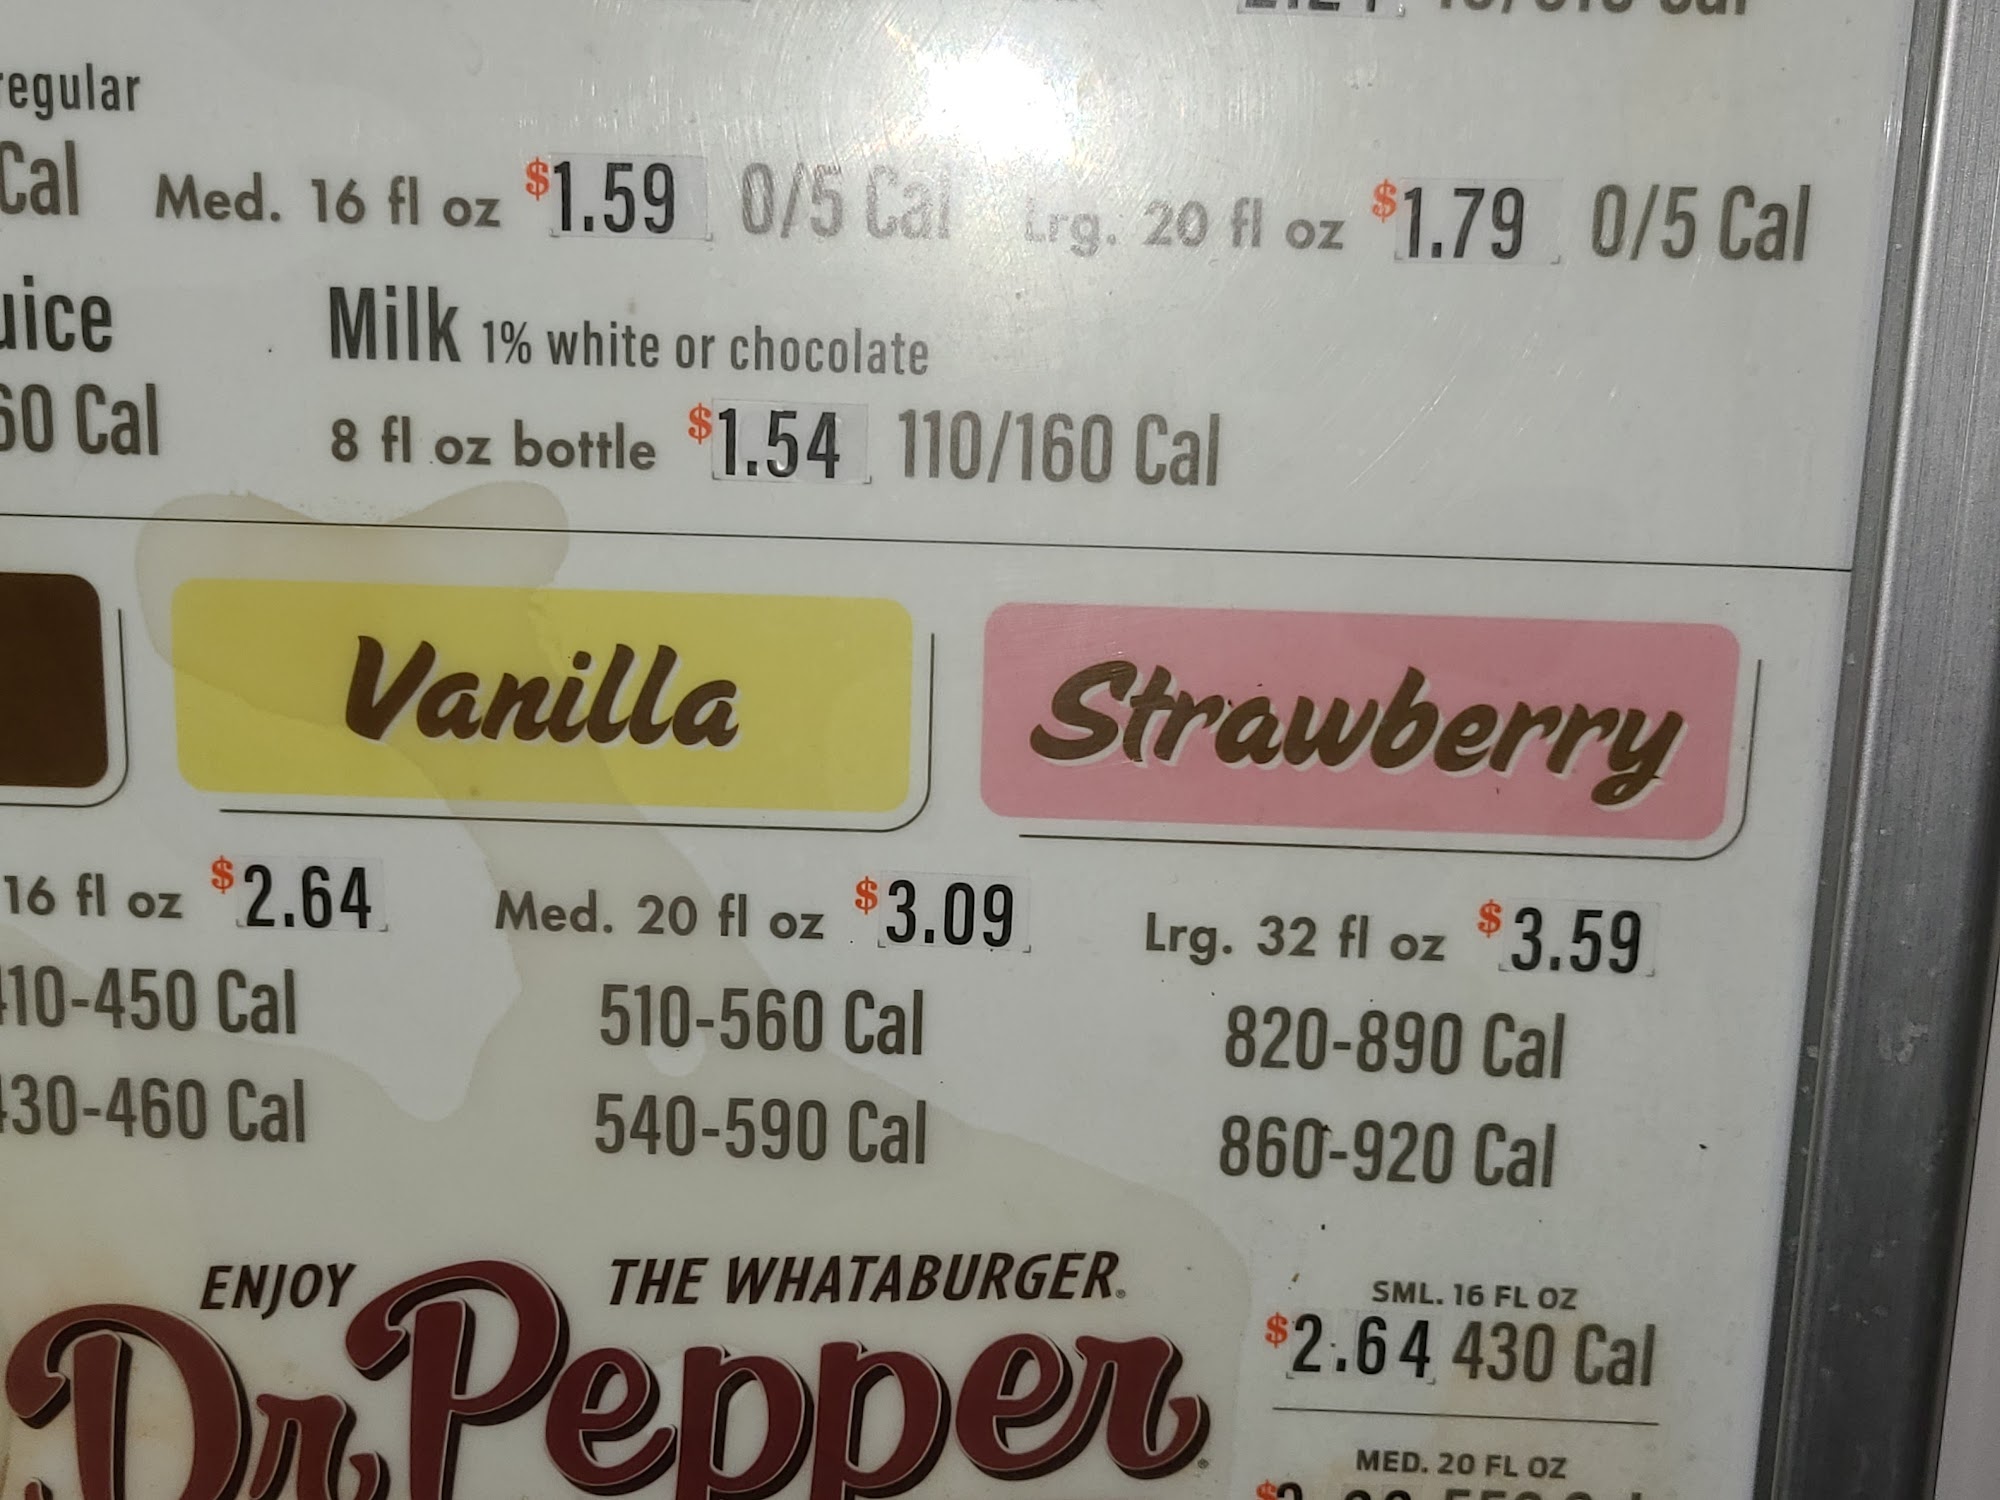 regular
Cal Med. 16 fl oz $1.59 0/5 Cal Lrg. 20 fl oz $1.79 0/5 Cal
Milk 1% white or chocolate
60 Cal 8 fl oz bottle $1.54 110/160 Cal
Vanilla Strawberry
16 fl oz $2.64 Med. 20 fl oz $3.09 Lrg. 32 fl oz $3.59
410-450 Cal 510-560 Cal 820-890 Cal
430-460 Cal 540-590 Cal 860-920 Cal
ENJOY THE WHATABURGER®
Dr Pepper®
SML. 16 FL OZ
$2.64 430 Cal
MED. 20 FL OZ